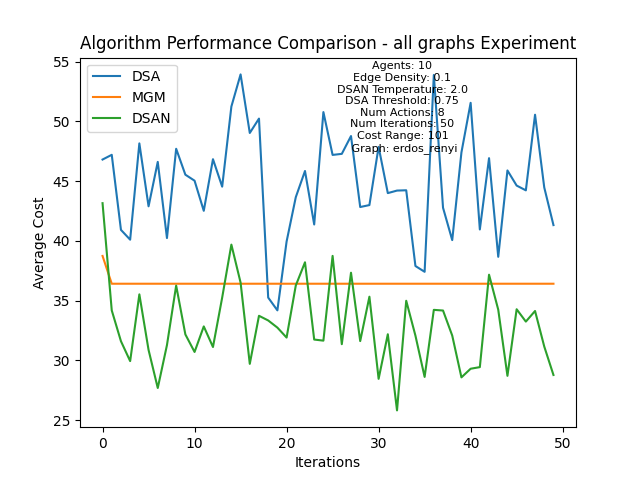 Algorithm Performance Comparison - all graphs Experiment
DSA
MGM
DSAN
Agents: 10
Edge Density: 0.1
DSAN Temperature: 2.0
DSA Threshold: 0.75
Num Actions: 8
Num Iterations: 50
Cost Range: 101
Graph: erdos_renyi
Average Cost
55
50
45
40
35
30
25
0
10
20
30
40
50
Iterations